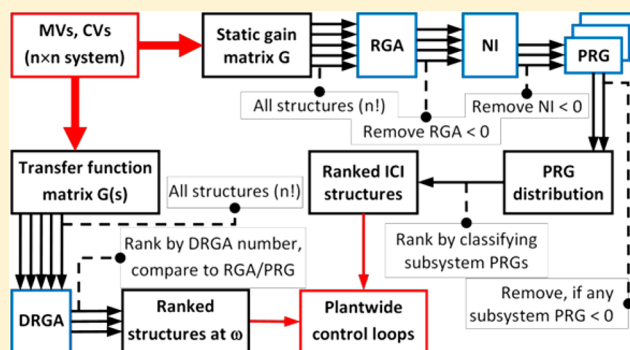 MVs, CVs
(n×n system)
Static gain
matrix G
RGA
NI
PRG
All structures (n!)
Remove RGA < 0
Remove NI < 0
Transfer function
matrix G(s)
All structures (n!)
Ranked ICI
structures
PRG
distribution
Rank by DRGA number,
compare to RGA/PRG
Rank by classifying
subsystem PRGs
Remove, if any
subsystem PRG < 0
DRGA
Ranked
structures at ω
Plantwide
control loops